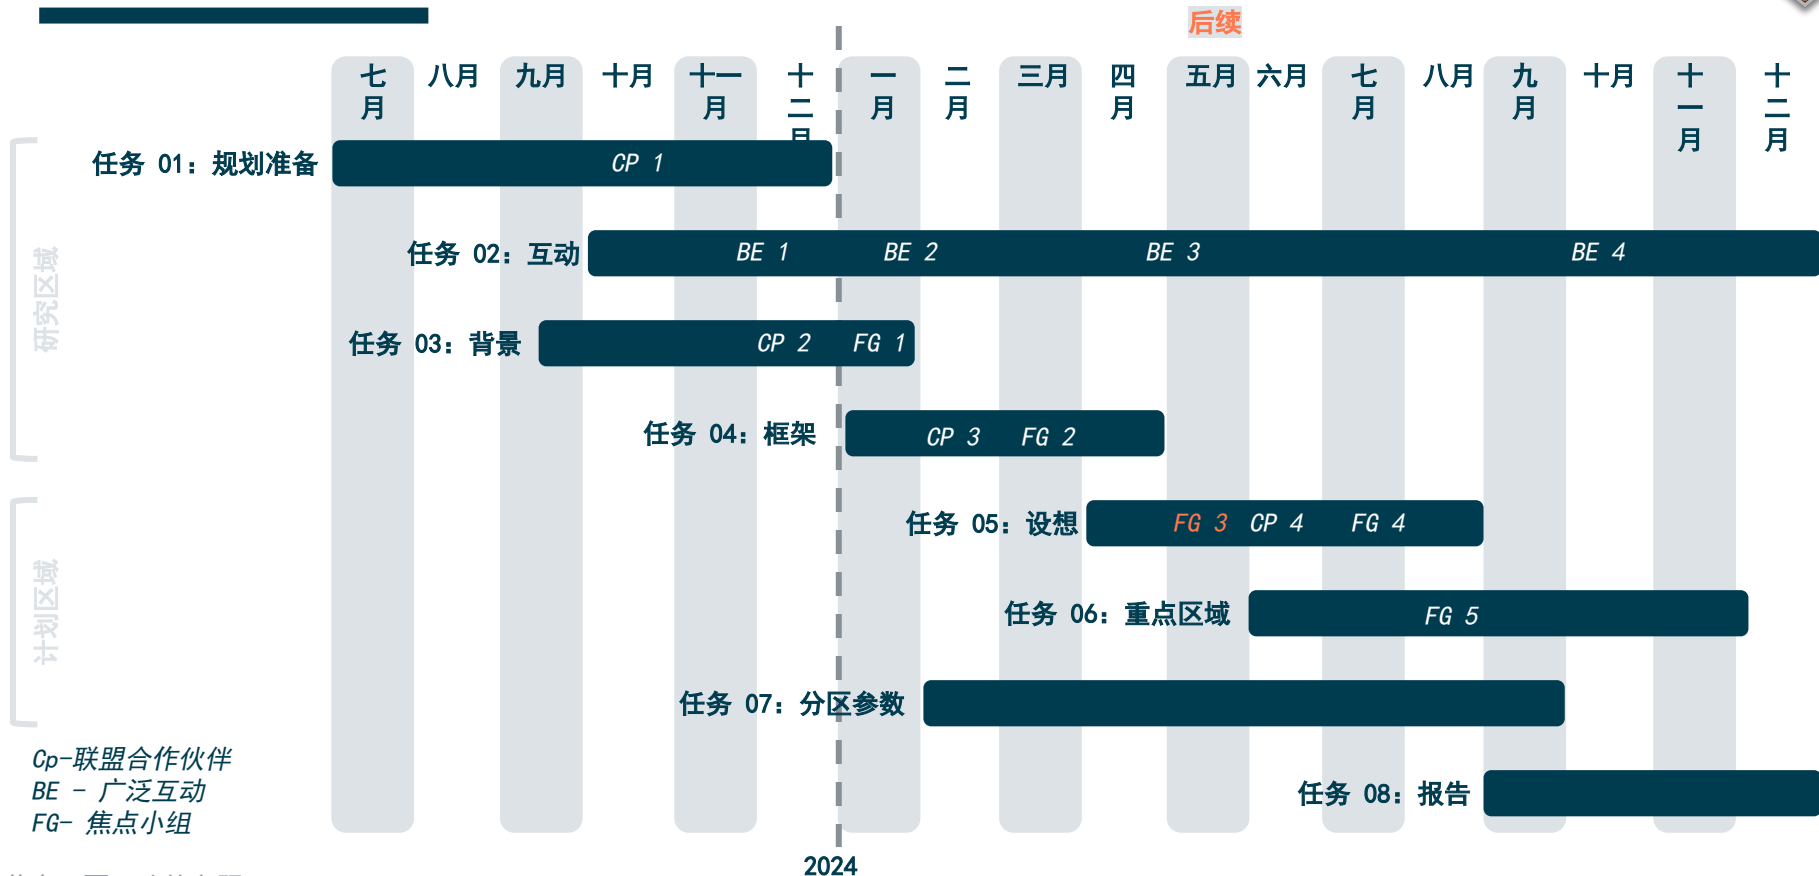 后续
七月
八月
九月
十月
十一月
十二月
一月
二月
三月
四月
五月
六月
七月
八月
九月
十月
十一月
十二月
任务 01: 规划准备
CP 1
任务 02: 互动
BE 1
BE 2
BE 3
BE 4
任务 03: 背景
CP 2
FG 1
任务 04: 框架
CP 3
FG 2
研究区域
任务 05: 设想
FG 3
CP 4
FG 4
任务 06: 重点区域
FG 5
任务 07: 分区参数
计划区域
任务 08: 报告
Cp-联盟合作伙伴
BE - 广泛互动
FG- 焦点小组
2024